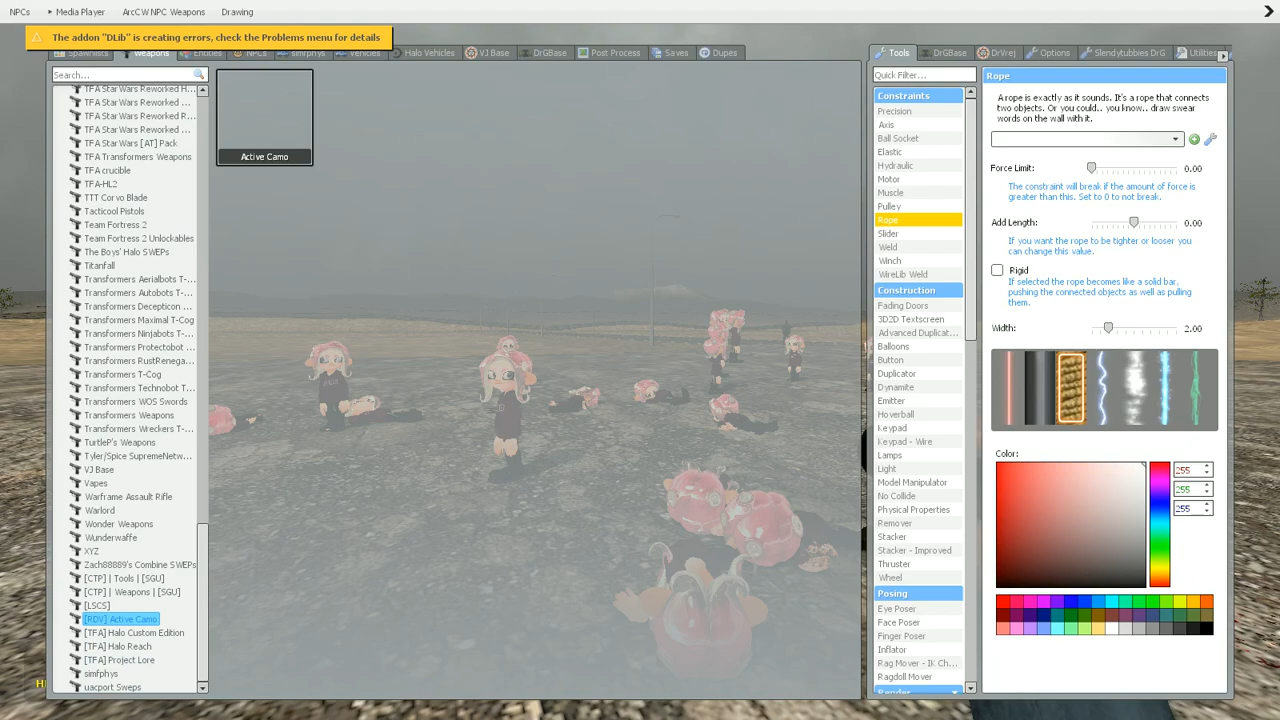 NPCs
Media Player
ArcCW NPC Weapons
Drawing
The addon "DLib" is creating errors, check the Problems menu for details
Spawnlists
Weapons
Entities
NPCs
simfphys
Vehicles
Halo Vehicles
VJ Base
DrGBase
Post Process
Saves
Dupes
Search...
TFA Star Wars Reworked H...
TFA Star Wars Reworked ...
TFA Star Wars Reworked R...
TFA Star Wars Reworked ...
TFA Star Wars [AT] Pack
TFA Transformers Weapons
TFA crucible
TFA-HL2
TTT Corvo Blade
Tacticool Pistols
Team Fortress 2
Team Fortress 2 Unlockables
The Boys' Halo SWEPs
Titanfall
Transformers Aerialbots T-...
Transformers Autobots T-...
Transformers Decepticon ...
Transformers Maximal T-Cog
Transformers Ninjabots T-...
Transformers Protectobot ...
Transformers RustRenega...
Transformers T-Cog
Transformers Technobot T...
Transformers WOS Swords
Transformers Weapons
Transformers Wreckers T-...
TurtleP's Weapons
Tyler/Spice SupremeNetw...
VJ Base
Vapes
Warframe Assault Rifle
Warlord
Wonder Weapons
Wunderwaffe
XYZ
Zach88889's Combine SWEPs
[CTP] | Tools | [SGU]
[CTP] | Weapons | [SGU]
[LSCS]
[RDV] Active Camo
[TFA] Halo Custom Edition
[TFA] Halo Reach
[TFA] Project Lore
simfphys
uacport Sweps
Active Camo
Tools
DrGBase
DrVrej
Options
Slendytubbies DrG
Utilities
Quick Filter...
Constraints
Precision
Axis
Ball Socket
Elastic
Hydraulic
Motor
Muscle
Pulley
Rope
Slider
Weld
Winch
WireLib Weld
Construction
Fading Doors
3D2D Textscreen
Advanced Duplicat...
Balloons
Button
Duplicator
Dynamite
Emitter
Hoverball
Keypad
Keypad - Wire
Lamps
Light
Model Manipulator
No Collide
Physical Properties
Remover
Stacker
Stacker - Improved
Thruster
Wheel
Posing
Eye Poser
Face Poser
Finger Poser
Inflator
Rag Mover - IK Ch...
Ragdoll Mover
Render
Rope
A rope is exactly as it sounds. It's a rope that connects
two objects. Or you could.. you know.. draw swear
words on the wall with it.
Force Limit:
0.00
The constraint will break if the amount of force is
greater than this. Set to 0 to not break.
Add Length:
0.00
If you want the rope to be tighter or looser you
can change this value.
Rigid
If selected the rope becomes like a solid bar,
pushing the connected objects as well as pulling
them.
Width:
2.00
Color:
255
255
255